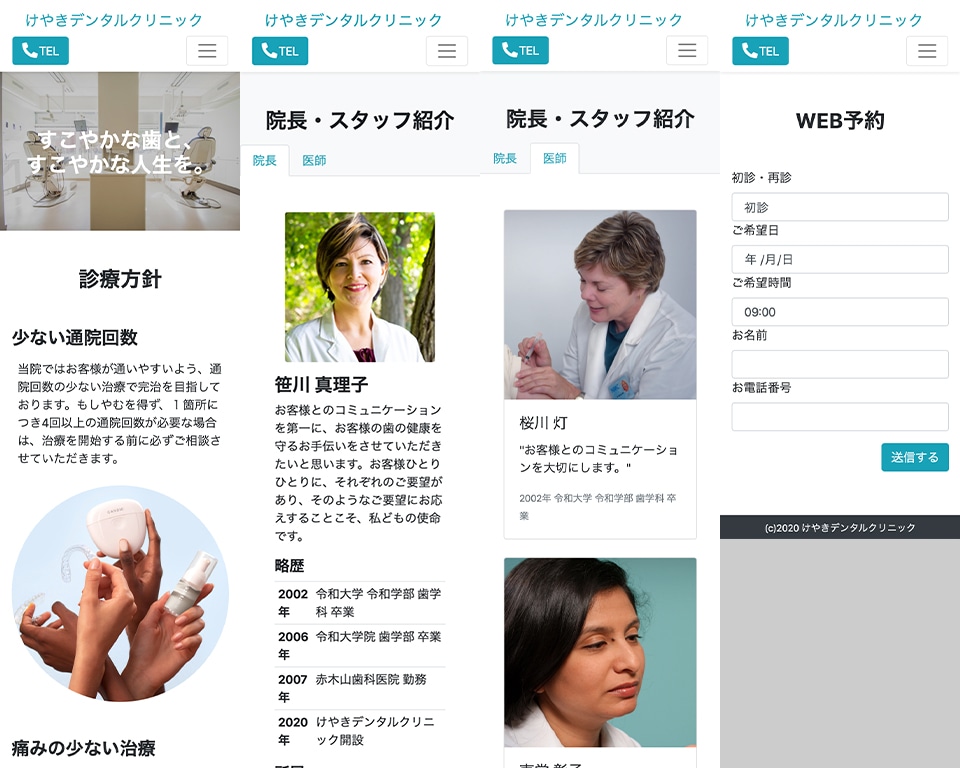 けやきデンタルクリニック
TEL
すこやかな歯と、
すこやかな人生を。
診療方針
少ない通院回数
当院ではお客様が通いやすいよう、通
院回数の少ない治療で完治を目指して
おります。もしやむを得ず、1箇所に
つき4回以上の通院回数が必要な場合
は、治療を開始する前に必ずご相談さ
せていただきます。
痛みの少ない治療
けやきデンタルクリニック
TEL
院長・スタッフ紹介
院長
医師
笹川 真理子
お客様とのコミュニケーション
を第一に、お客様の歯の健康を
守るお手伝いをさせていただき
たいと思います。お客様ひとり
ひとりに、それぞれのご要望が
あり、そのようなご要望にお応
えすることこそ、私どもの使命
です。
略歴
2002年 令和大学 令和学部 歯学科 卒業
2006年 令和大学院 歯学部 卒業
2007年 赤木山歯科医院 勤務
2020年 けやきデンタルクリニック開設
けやきデンタルクリニック
TEL
院長・スタッフ紹介
院長
医師
桜川 灯
"お客様とのコミュニケーショ
ンを大切にします。"
2002年 令和大学 令和学部 歯学科 卒
業
けやきデンタルクリニック
TEL
WEB予約
初診・再診
初診
ご希望日
年 /月/日
ご希望時間
09:00
お名前
お電話番号
送信する
(c)2020 けやきデンタルクリニック